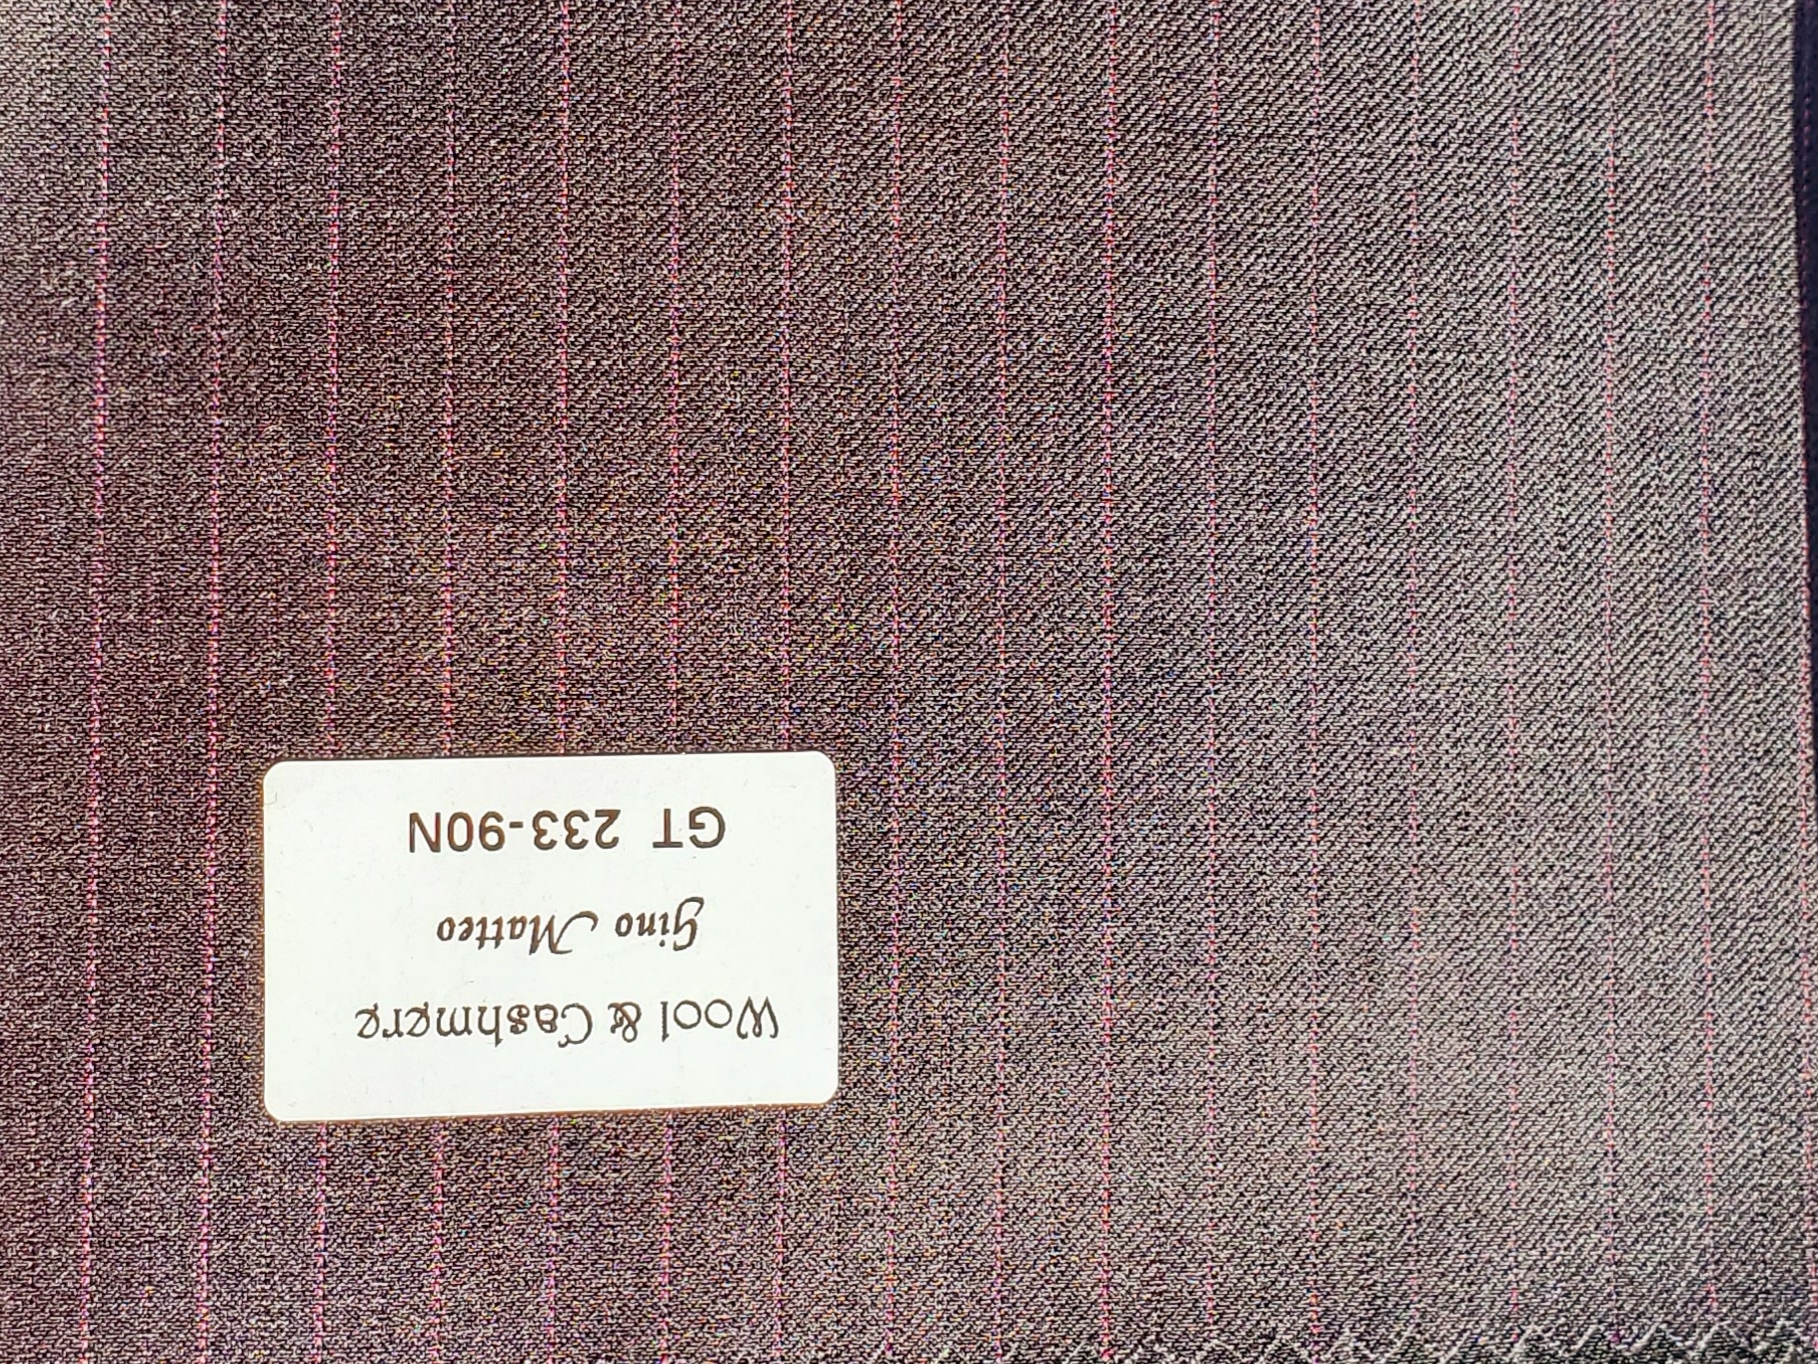 Wool & Cashmere
Gino Matteo
GT 233-90N